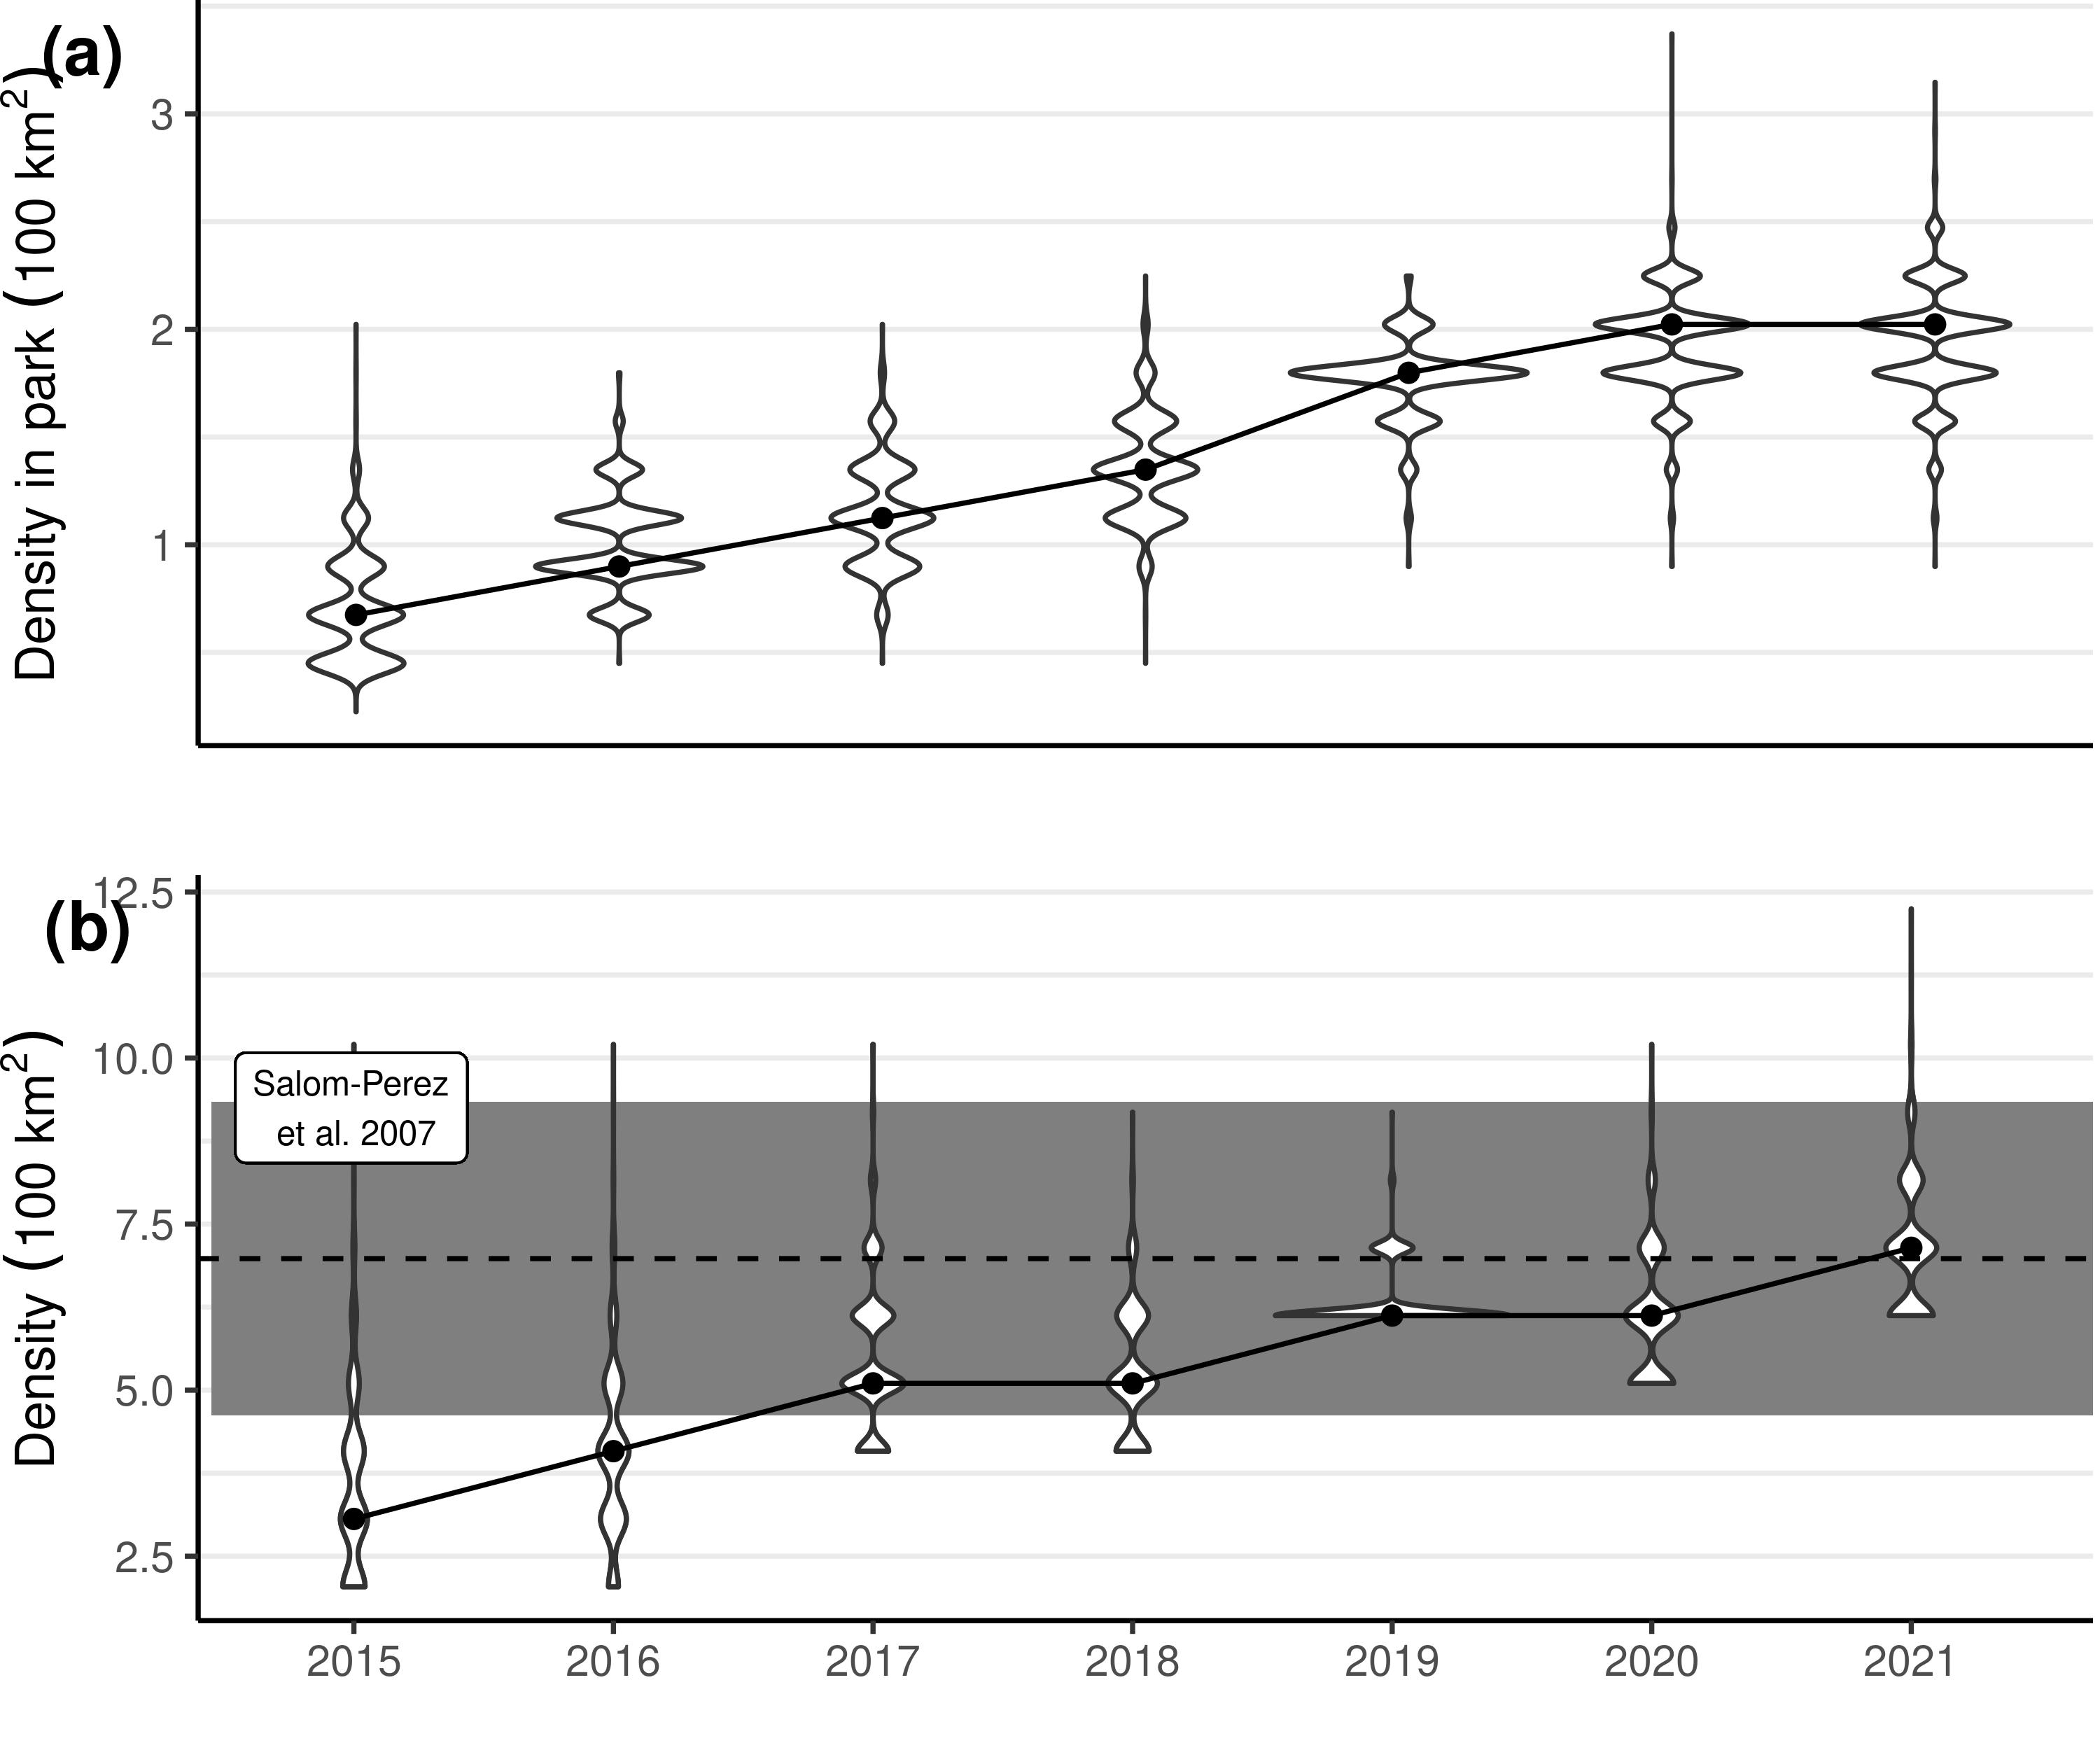 (a)
Density in park (100 km²)
3
2
1
(b)
Density (100 km²)
12.5
10.0
7.5
5.0
2.5
Salom-Perez
et al. 2007
2015 2016 2017 2018 2019 2020 2021